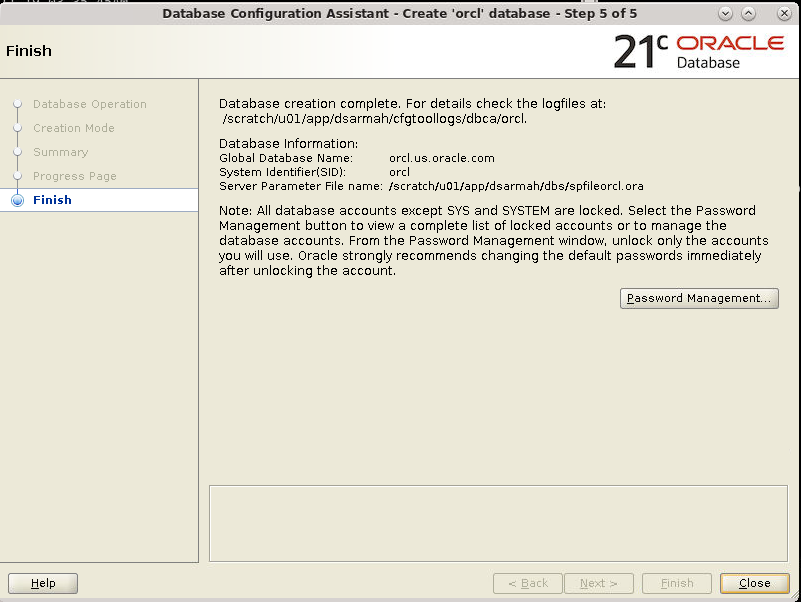 Database Configuration Assistant - Create 'orcl' database - Step 5 of 5
Finish
21c ORACLE
Database
Database Operation
Creation Mode
Summary
Progress Page
Finish
Database creation complete. For details check the logfiles at:
/scratch/u01/app/dsarmah/cfgtoollogs/dbca/orcl.
Database Information:
Global Database Name: orcl.us.oracle.com
System Identifier(SID): orcl
Server Parameter File name: /scratch/u01/app/dsarmah/dbs/spfileorcl.ora
Note: All database accounts except SYS and SYSTEM are locked. Select the Password
Management button to view a complete list of locked accounts or to manage the
database accounts. From the Password Management window, unlock only the accounts
you will use. Oracle strongly recommends changing the default passwords immediately
after unlocking the account.
Password Management...
Help
< Back
Next >
Finish
Close